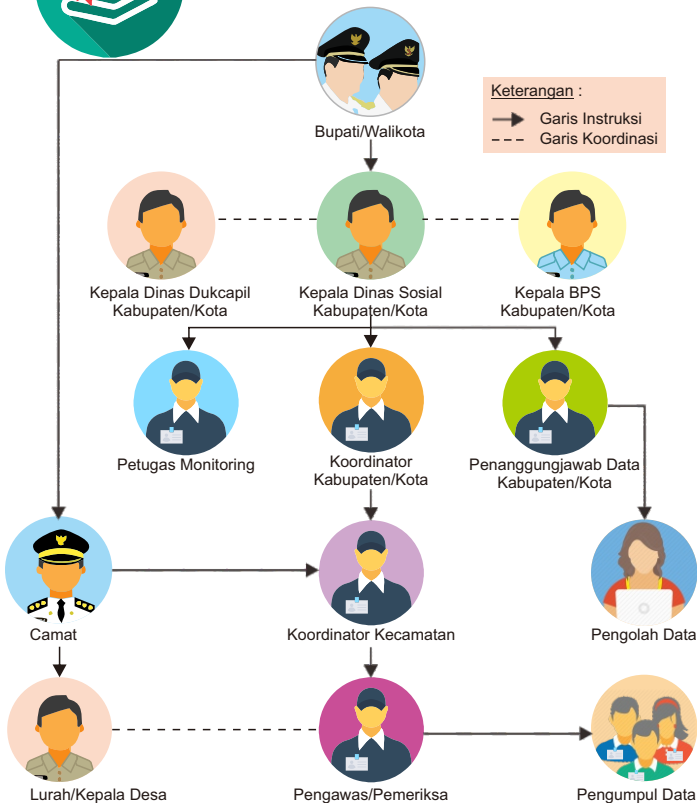 Bupati/Walikota
Keterangan :
Garis Instruksi
Garis Koordinasi
Kepala Dinas Dukcapil
Kabupaten/Kota
Kepala Dinas Sosial
Kabupaten/Kota
Kepala BPS
Kabupaten/Kota
Petugas Monitoring
Koordinator
Kabupaten/Kota
Penanggungjawab Data
Kabupaten/Kota
Camat
Koordinator Kecamatan
Pengolah Data
Lurah/Kepala Desa
Pengawas/Pemeriksa
Pengumpul Data